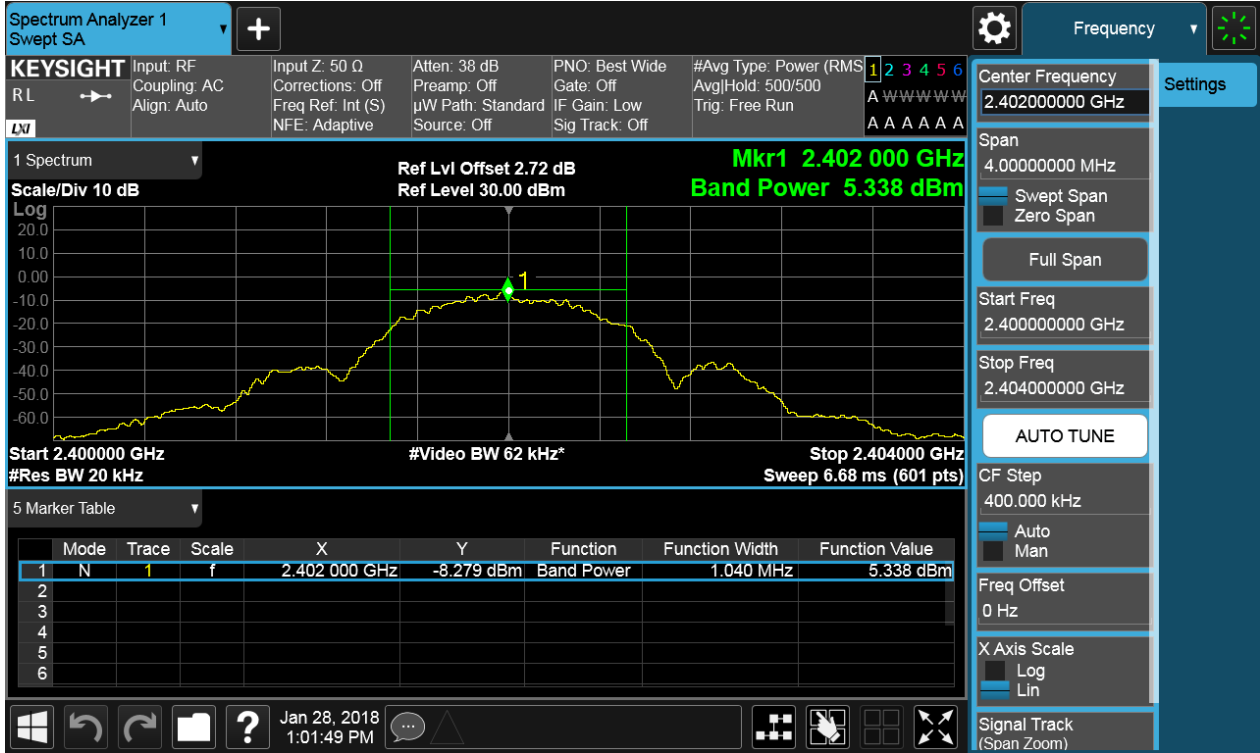 Spectrum Analyzer 1
Swept SA
Frequency
KEYSIGHT
R L
LXI
Input: RF
Coupling: AC
Align: Auto
Input Z: 50 Ω
Corrections: Off
Freq Ref: Int (S)
NFE: Adaptive
Atten: 38 dB
Preamp: Off
µW Path: Standard
Source: Off
PNO: Best Wide
Gate: Off
IF Gain: Low
Sig Track: Off
#Avg Type: Power (RMS
Avg|Hold: 500/500
Trig: Free Run
1 2 3 4 5 6
A W W W W W
A A A A A A
1 Spectrum
Scale/Div 10 dB
Ref Lvl Offset 2.72 dB
Ref Level 30.00 dBm
Mkr1 2.402 000 GHz
Band Power 5.338 dBm
Log
20.0
10.0
0.00
-10.0
-20.0
-30.0
-40.0
-50.0
-60.0
1
Start 2.400000 GHz
#Res BW 20 kHz
#Video BW 62 kHz*
Stop 2.404000 GHz
Sweep 6.68 ms (601 pts)
5 Marker Table
Mode Trace Scale X Y Function Function Width Function Value
1 N 1 f 2.402 000 GHz -8.279 dBm Band Power 1.040 MHz 5.338 dBm
2
3
4
5
6
Jan 28, 2018
1:01:49 PM
?
Center Frequency
2.402000000 GHz
Span
4.00000000 MHz
Swept Span
Zero Span
Full Span
Start Freq
2.400000000 GHz
Stop Freq
2.404000000 GHz
AUTO TUNE
CF Step
400.000 kHz
Auto
Man
Freq Offset
0 Hz
X Axis Scale
Log
Lin
Signal Track
(Span Zoom)
Settings